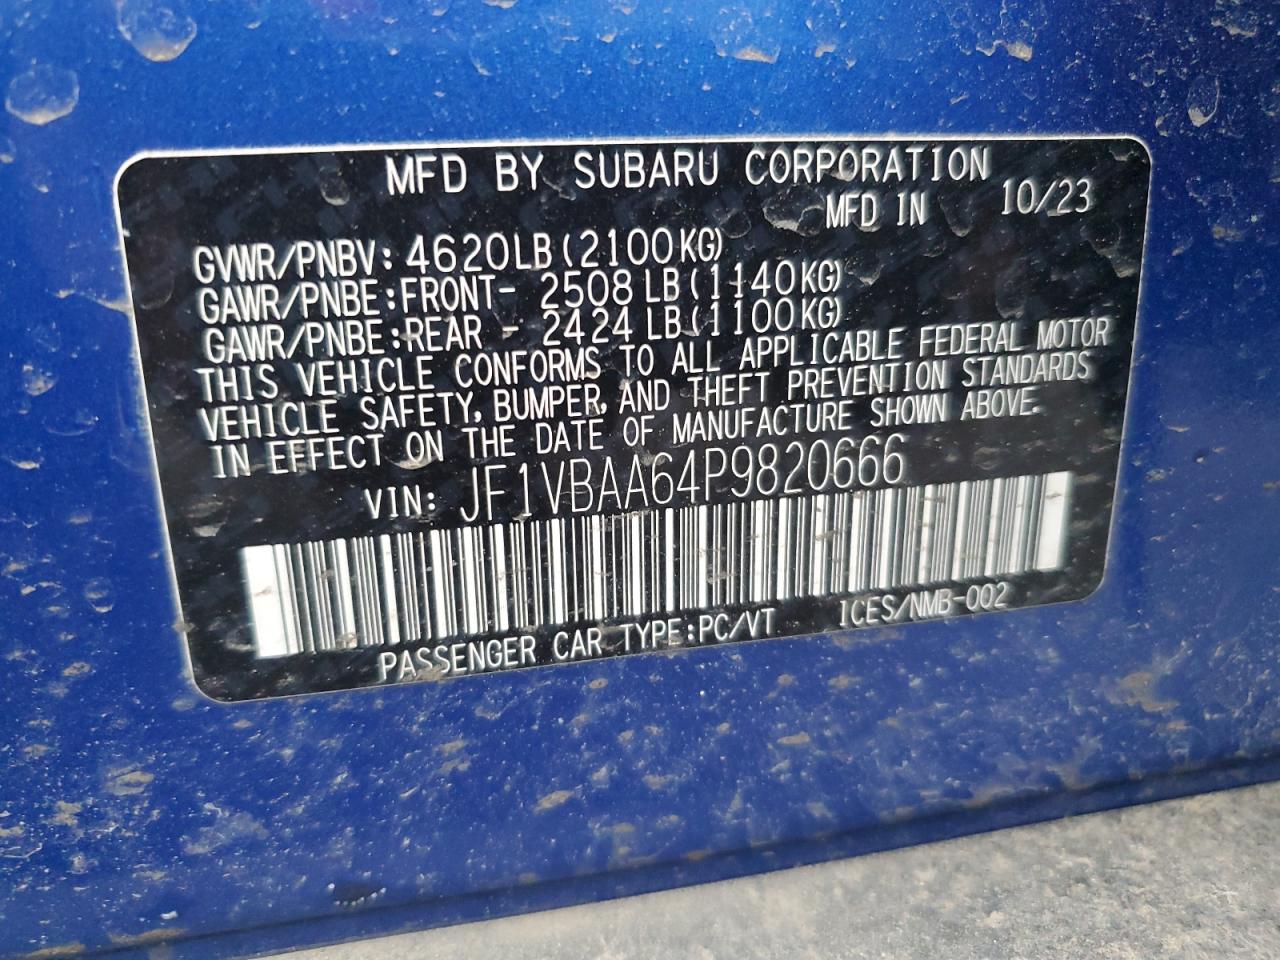 MFD BY SUBARU CORPORATION
MFD IN 10/23
GVWR/PNBV: 4620LB (2100KG)
GAWR/PNBE:FRONT- 2508 LB (1140KG)
GAWR/PNBE:REAR - 2424 LB (1100KG)
THIS VEHICLE CONFORMS TO ALL APPLICABLE FEDERAL MOTOR
VEHICLE SAFETY, BUMPER, AND THEFT PREVENTION STANDARDS
IN EFFECT ON THE DATE OF MANUFACTURE SHOWN ABOVE.
VIN: JF1VBAA64P9820666
PASSENGER CAR TYPE:PC/VT ICES/NMB-002